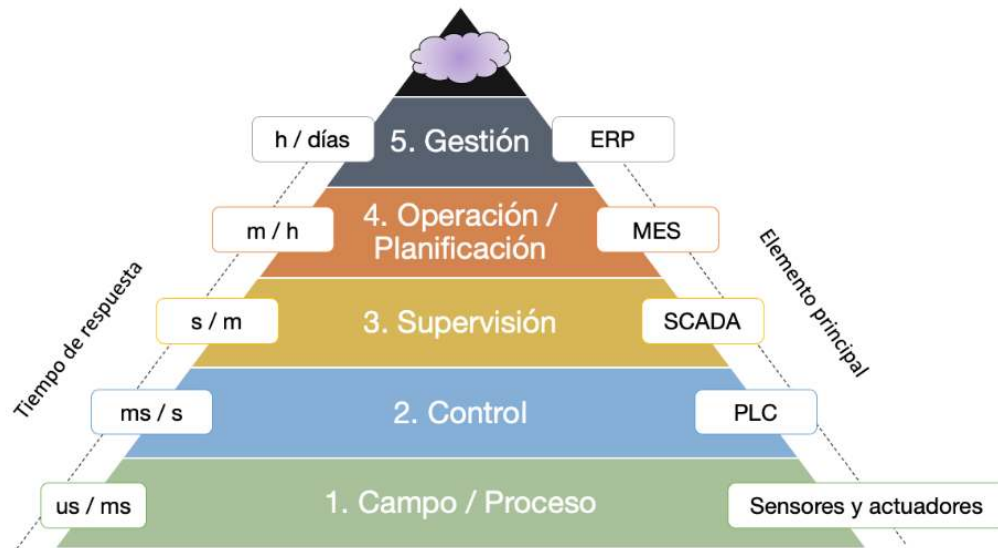 h / días
5. Gestión
ERP
m / h
4. Operación /
Planificación
MES
s / m
3. Supervisión
SCADA
ms / s
2. Control
PLC
us / ms
1. Campo / Proceso
Sensores y actuadores
Tiempo de respuesta
Elemento principal